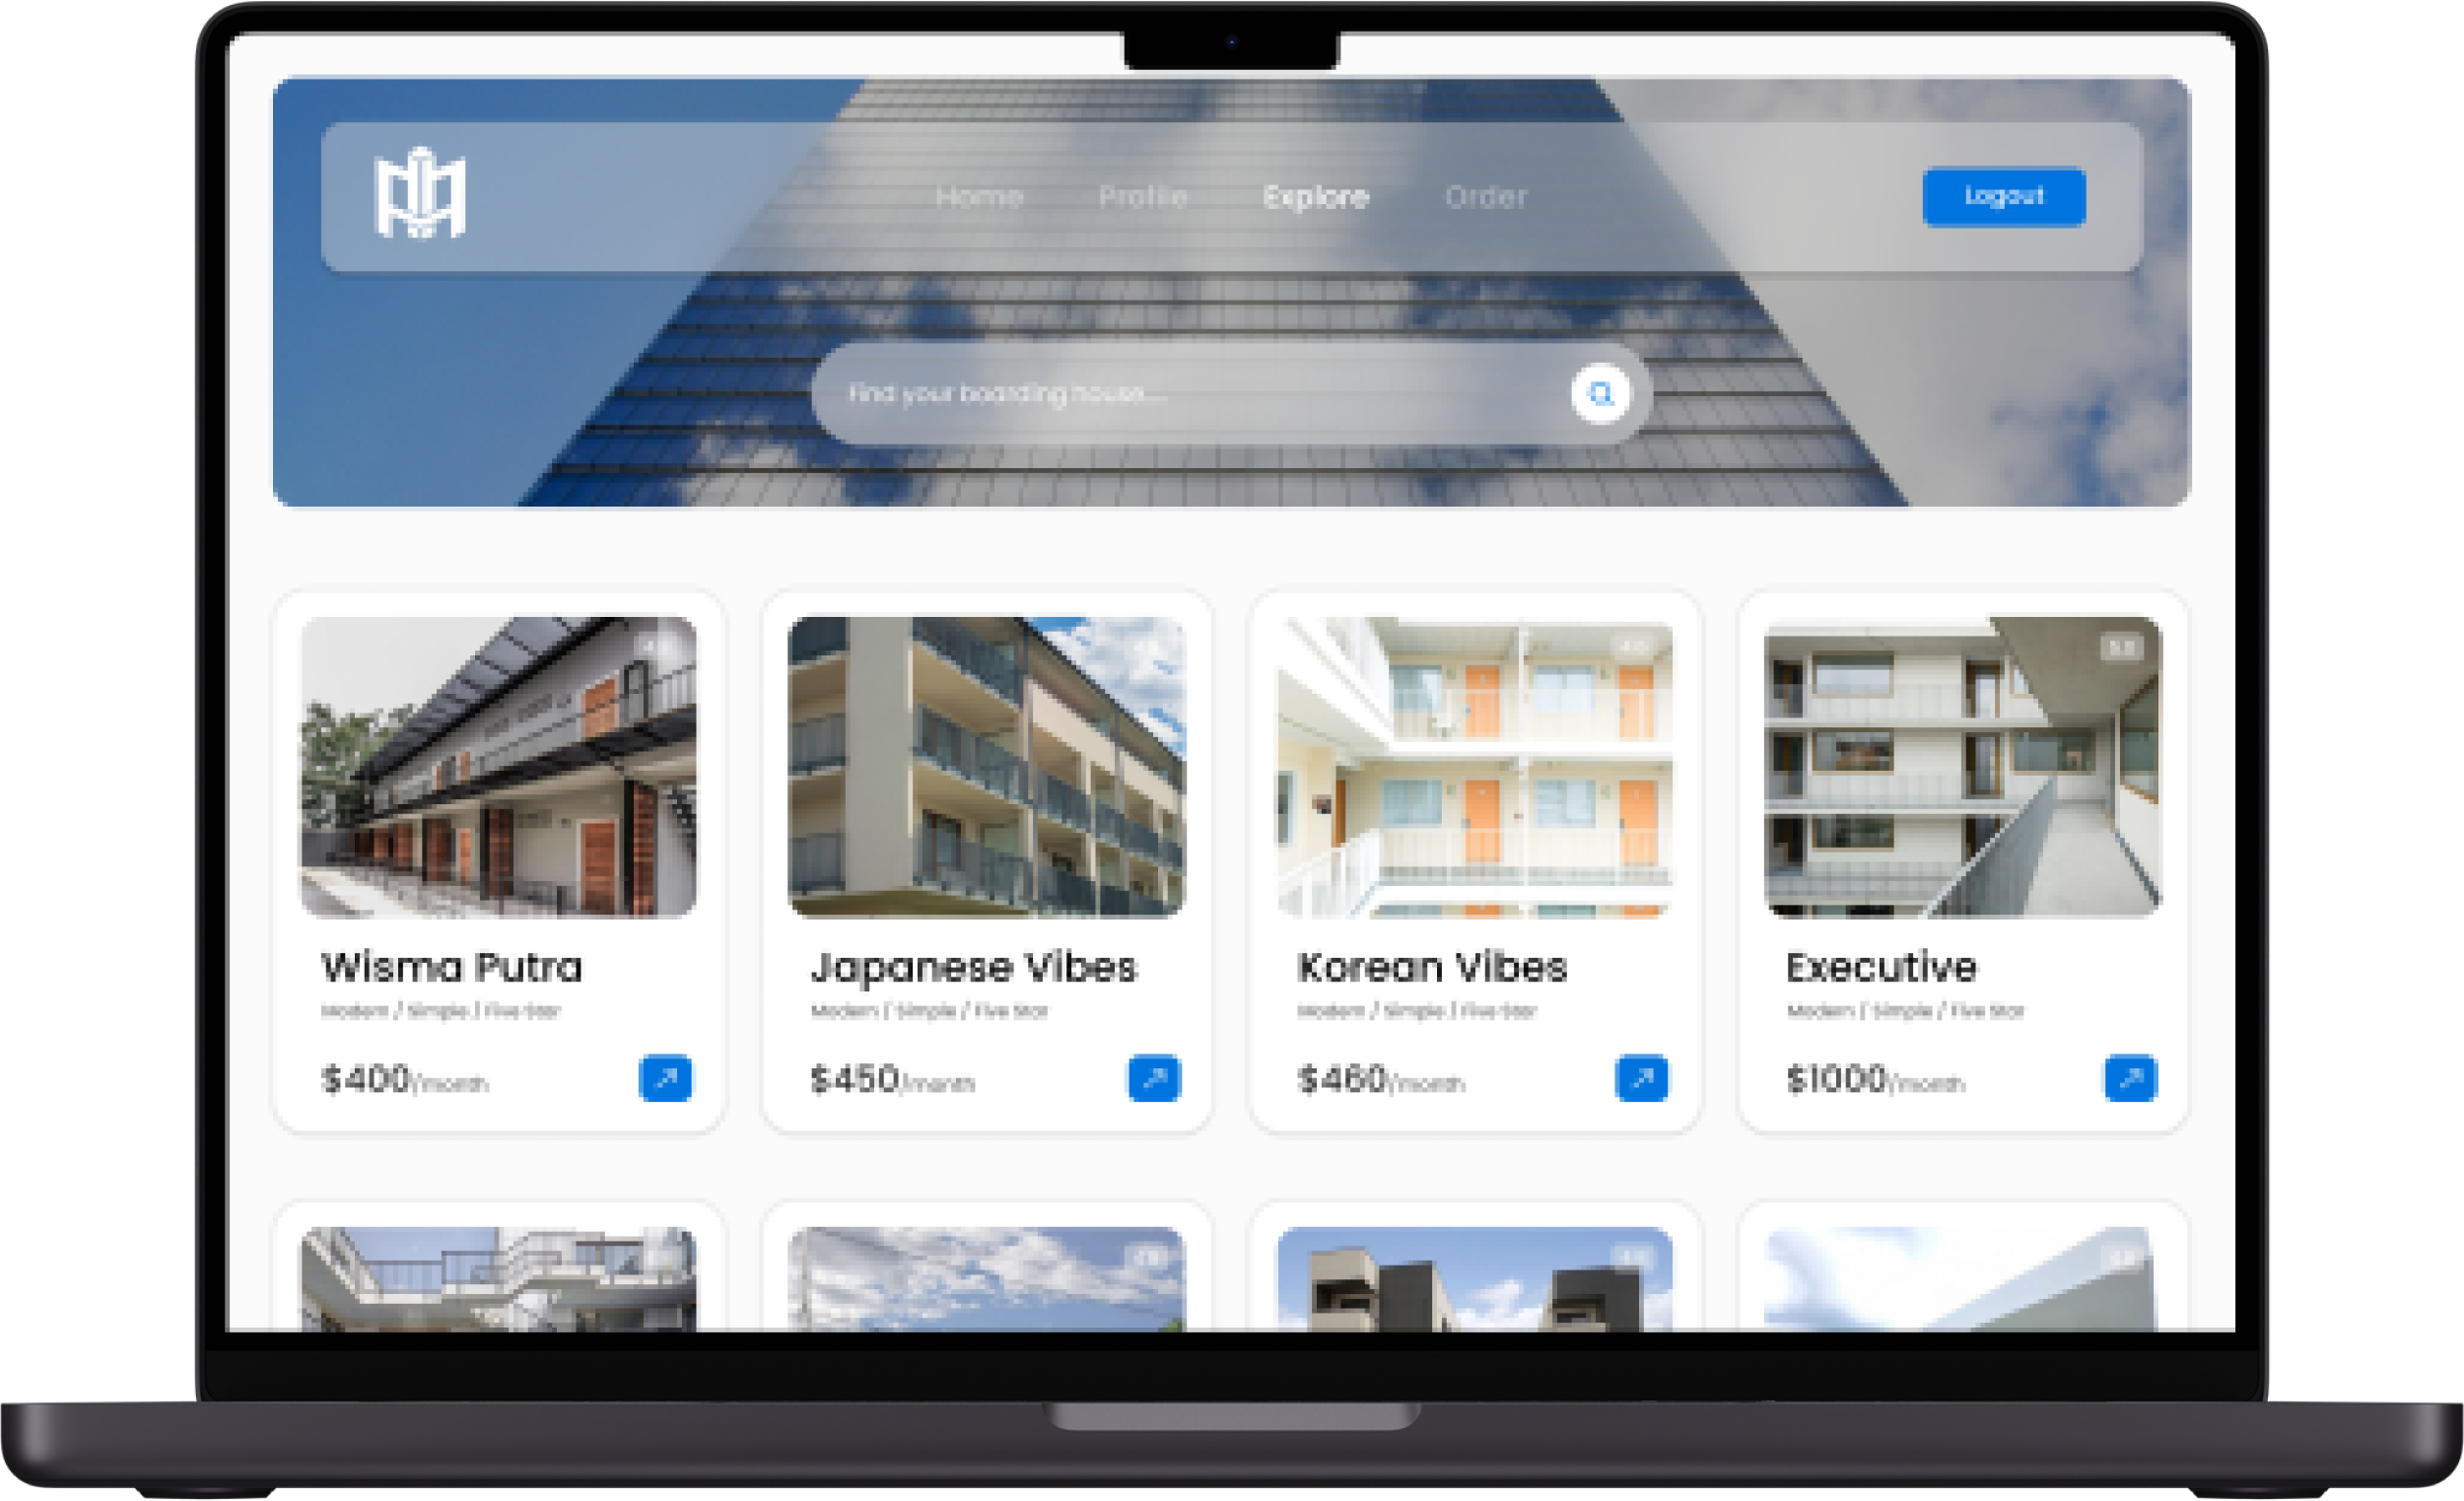 Home Profile Explore Order Logout
Find your boarding house...
Wisma Putra
Modern / Simple / Five Star
$400/month
Japanese Vibes
Modern / Simple / Five Star
$450/month
Korean Vibes
Modern / Simple / Five Star
$460/month
Executive
Modern / Simple / Five Star
$1000/month